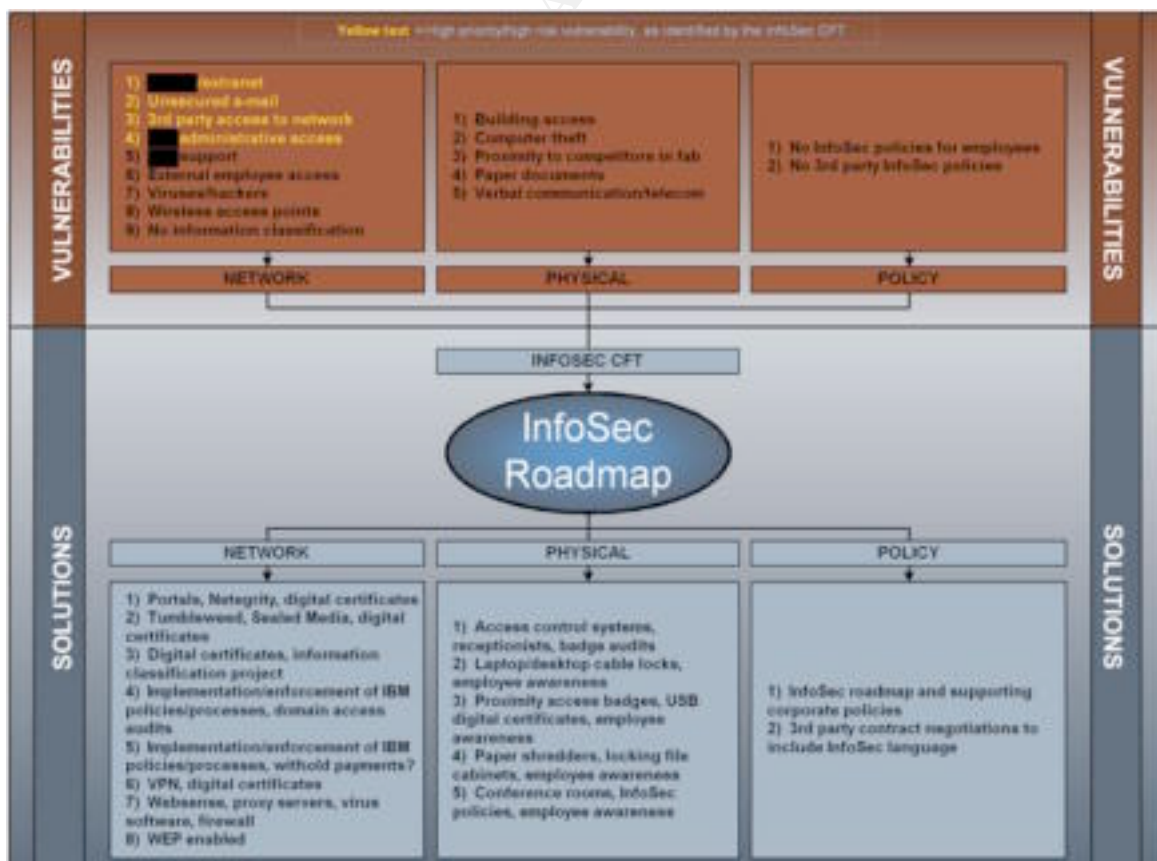 Yellow text = High priority/high risk vulnerability, as identified by the InfoSec CFT
VULNERABILITIES
1) /extranet
2) Unsecured e-mail
3) 3rd party access to network
4) administrative access
5) support
6) External employee access
7) Viruses/hackers
8) Wireless access points
9) No information classification
1) Building access
2) Computer theft
3) Proximity to competitors in fab
4) Paper documents
5) Verbal communication/telecom
1) No InfoSec policies for employees
2) No 3rd party InfoSec policies
VULNERABILITIES
NETWORK
PHYSICAL
POLICY
INFOSEC CFT
InfoSec
Roadmap
SOLUTIONS
NETWORK
PHYSICAL
POLICY
SOLUTIONS
1) Portals, Netegrity, digital certificates
2) Tumbleweed, Sealed Media, digital
certificates
3) Digital certificates, information
classification project
4) Implementation/enforcement of IBM
policies/processes, domain access
audits
5) Implementation/enforcement of IBM
policies/processes, withold payments?
6) VPN, digital certificates
7) Websense, proxy servers, virus
software, firewall
8) WEP enabled
1) Access control systems,
receptionists, badge audits
2) Laptop/desktop cable locks,
employee awareness
3) Proximity access badges, USB
digital certificates, employee
awareness
4) Paper shredders, locking file
cabinets, employee awareness
5) Conference rooms, InfoSec
policies, employee awareness
1) InfoSec roadmap and supporting
corporate policies
2) 3rd party contract negotiations to
include InfoSec language